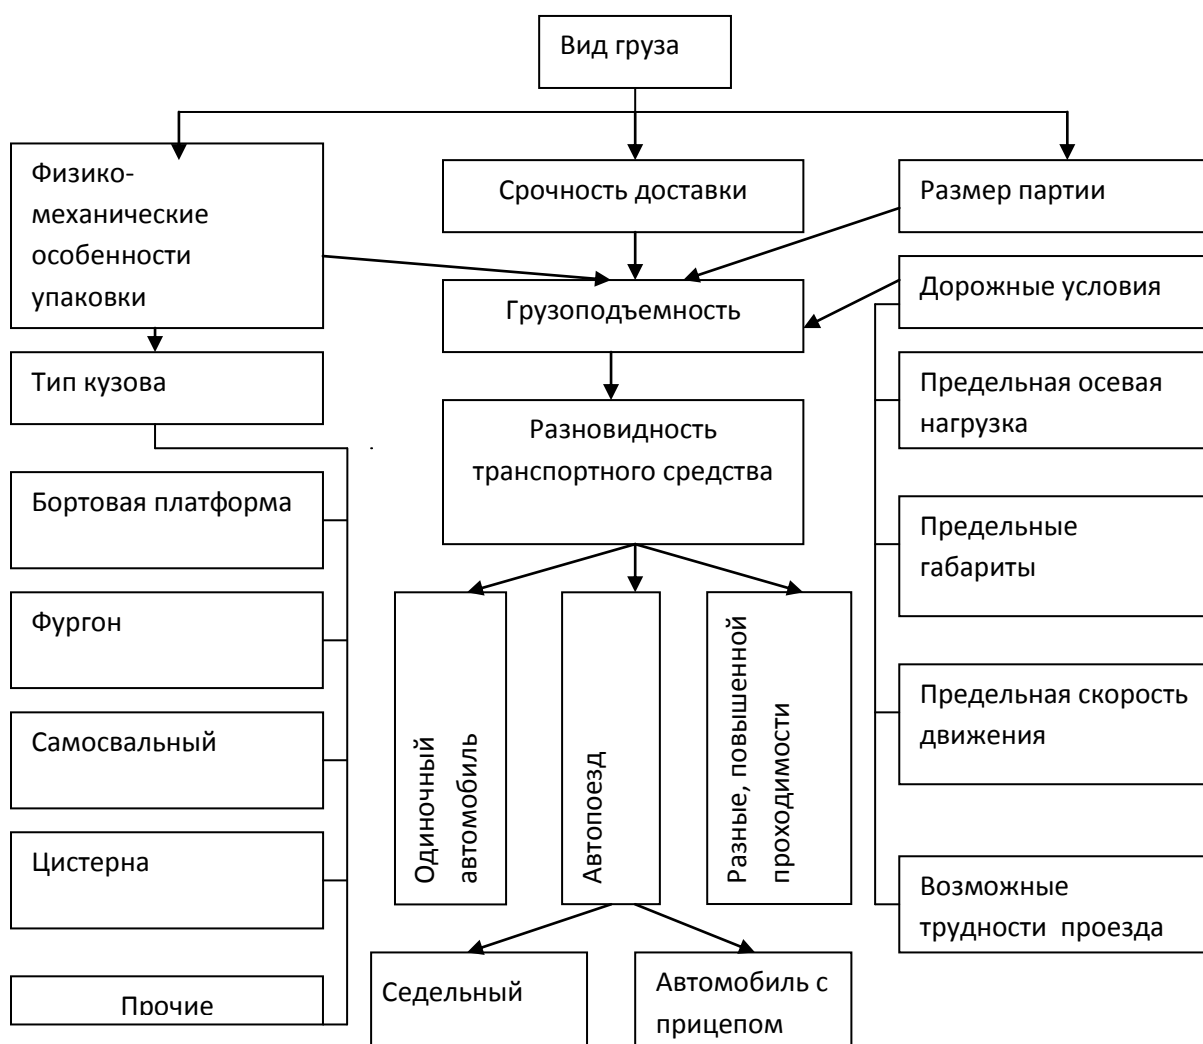 Вид груза
Физико-
механические
особенности
упаковки
Срочность доставки
Размер партии
Грузоподъемность
Дорожные условия
Тип кузова
Разновидность
транспортного средства
Предельная осевая
нагрузка
Бортовая платформа
Предельные
габариты
Фургон
Самосвальный
Цистерна
Прочие
Одиночный
автомобиль
Автопоезд
Разные, повышенной
проходимости
Предельная скорость
движения
Возможные
трудности  проезда
Седельный
Автомобиль с
прицепом